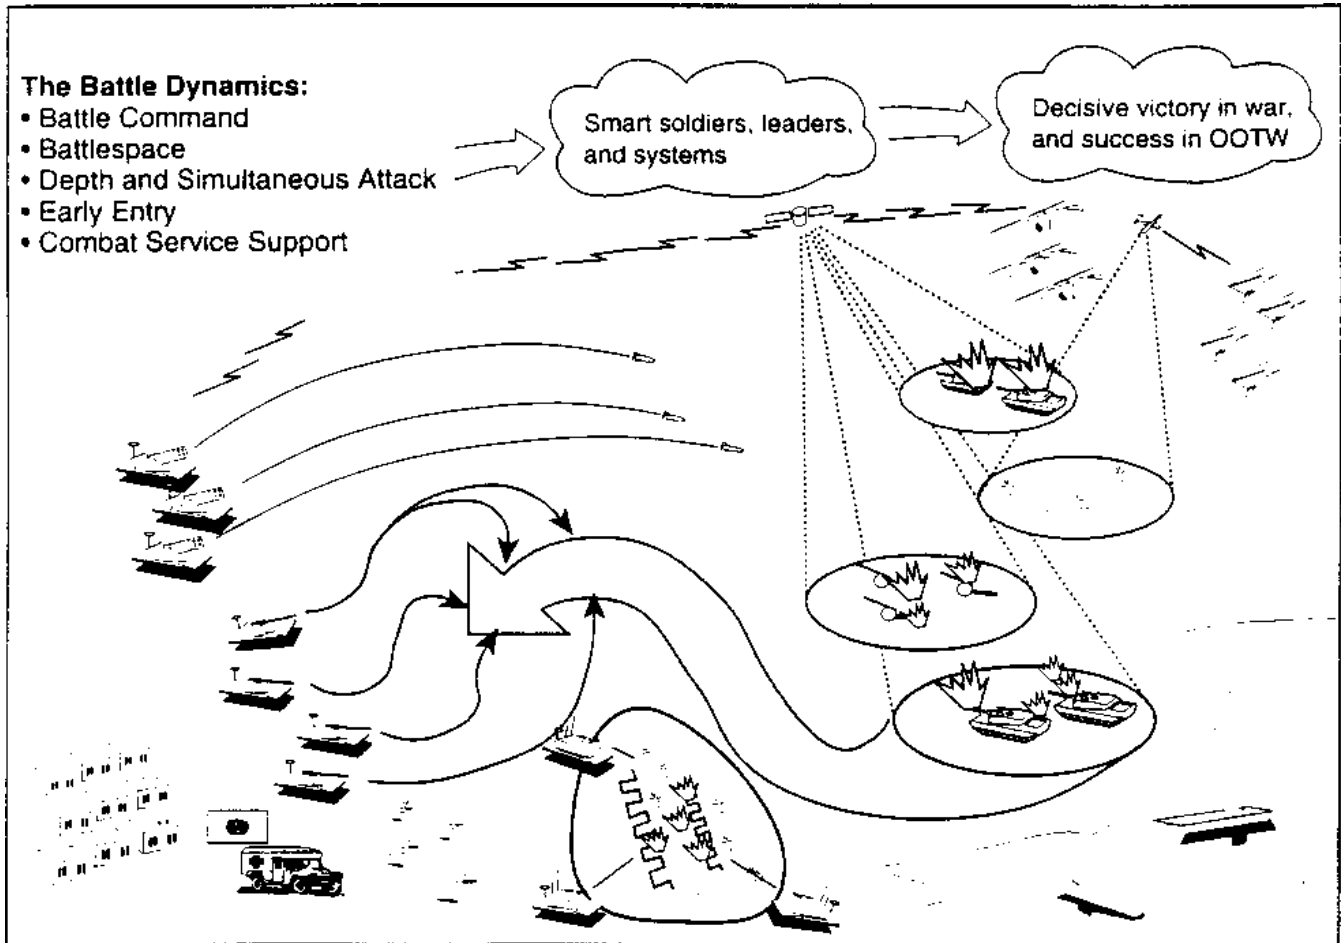 The Battle Dynamics:
• Battle Command
• Battlespace
• Depth and Simultaneous Attack
• Early Entry
• Combat Service Support
Smart soldiers, leaders,
and systems
Decisive victory in war,
and success in OOTW